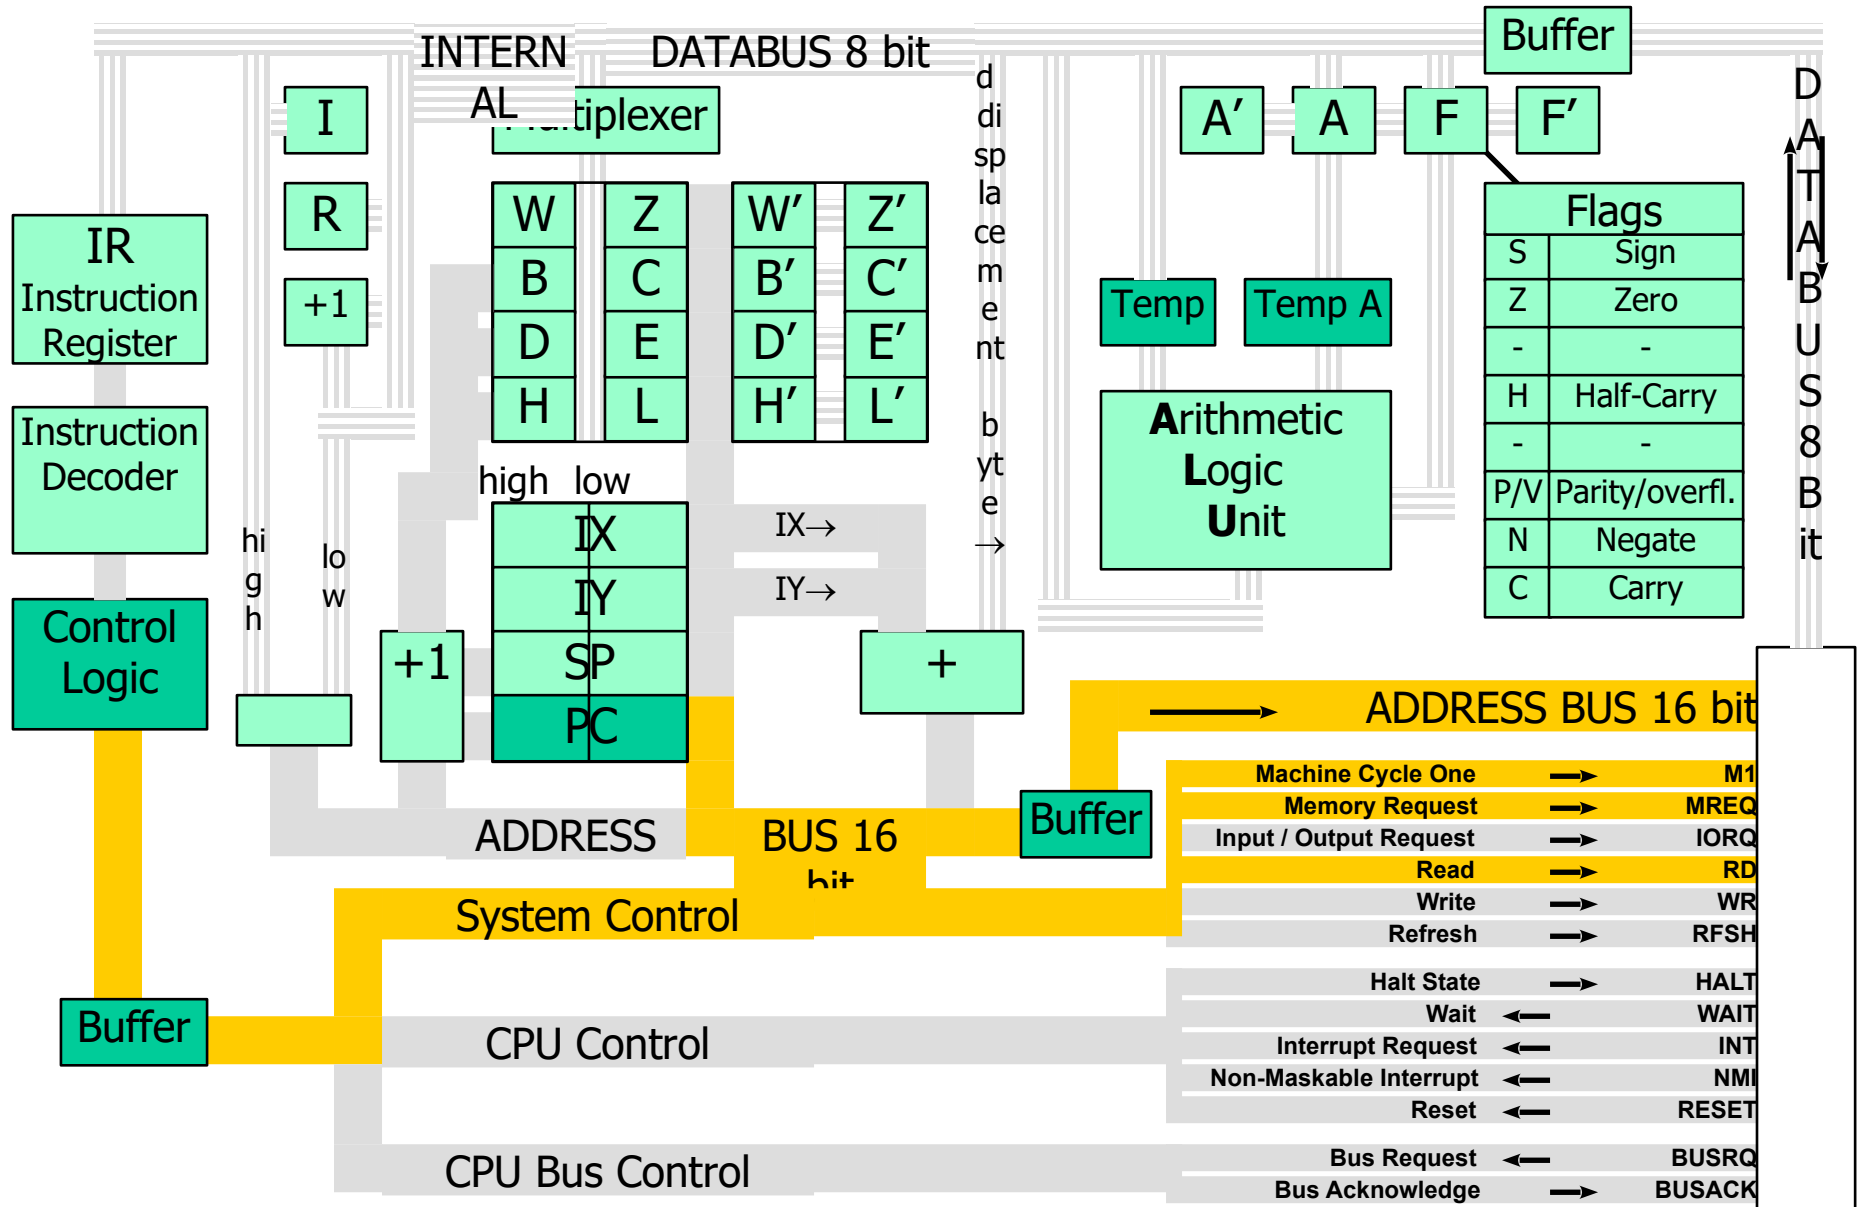 INTERN
AL
DATABUS 8 bit
Buffer
I
tiplexer
d
di
sp
la
ce
m
e
nt
b
yt
e
→
A′ A F F′
D
A
T
A
B
U
S
8
B
it
R
+1
IR
Instruction
Register
Instruction
Decoder
Control
Logic
W Z W′ Z′
B C B′ C′
D E D′ E′
H L H′ L′
high low
IX
IY
SP
PC
IX→
IY→
hi
g
h
lo
w
+1
+
Temp
Temp A
Arithmetic
Logic
Unit
Flags
S Sign
Z Zero
- -
H Half-Carry
- -
P/V Parity/overfl.
N Negate
C Carry
ADDRESS BUS 16
bit
Buffer
ADDRESS BUS 16 bit
Machine Cycle One → M1
Memory Request → MREQ
Input / Output Request → IORQ
Read → RD
Write → WR
Refresh → RFSH
System Control
Halt State → HALT
Wait ← WAIT
Interrupt Request ← INT
Non-Maskable Interrupt ← NMI
Reset ← RESET
Buffer
CPU Control
Bus Request ← BUSRQ
Bus Acknowledge → BUSACK
CPU Bus Control